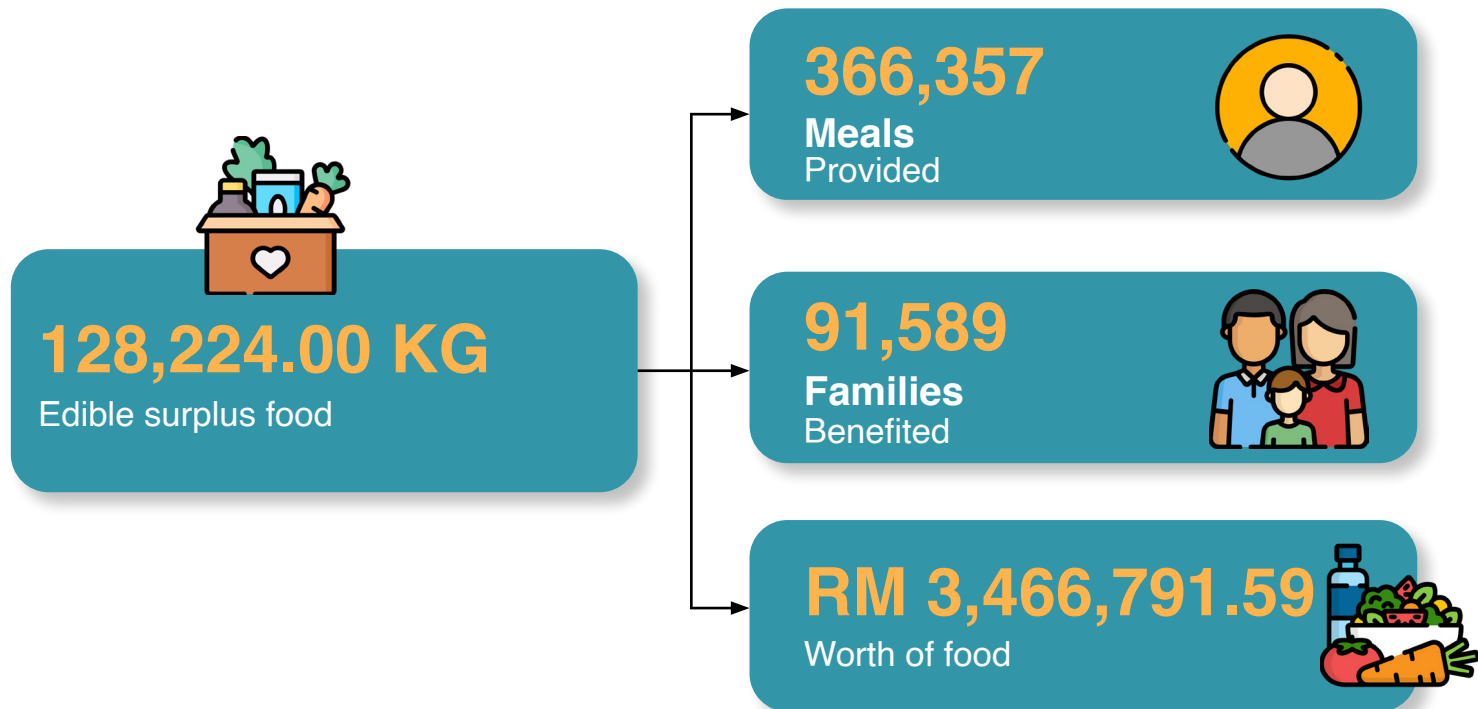 128,224.00 KG
Edible surplus food
366,357
Meals
Provided
91,589
Families
Benefited
RM 3,466,791.59
Worth of food